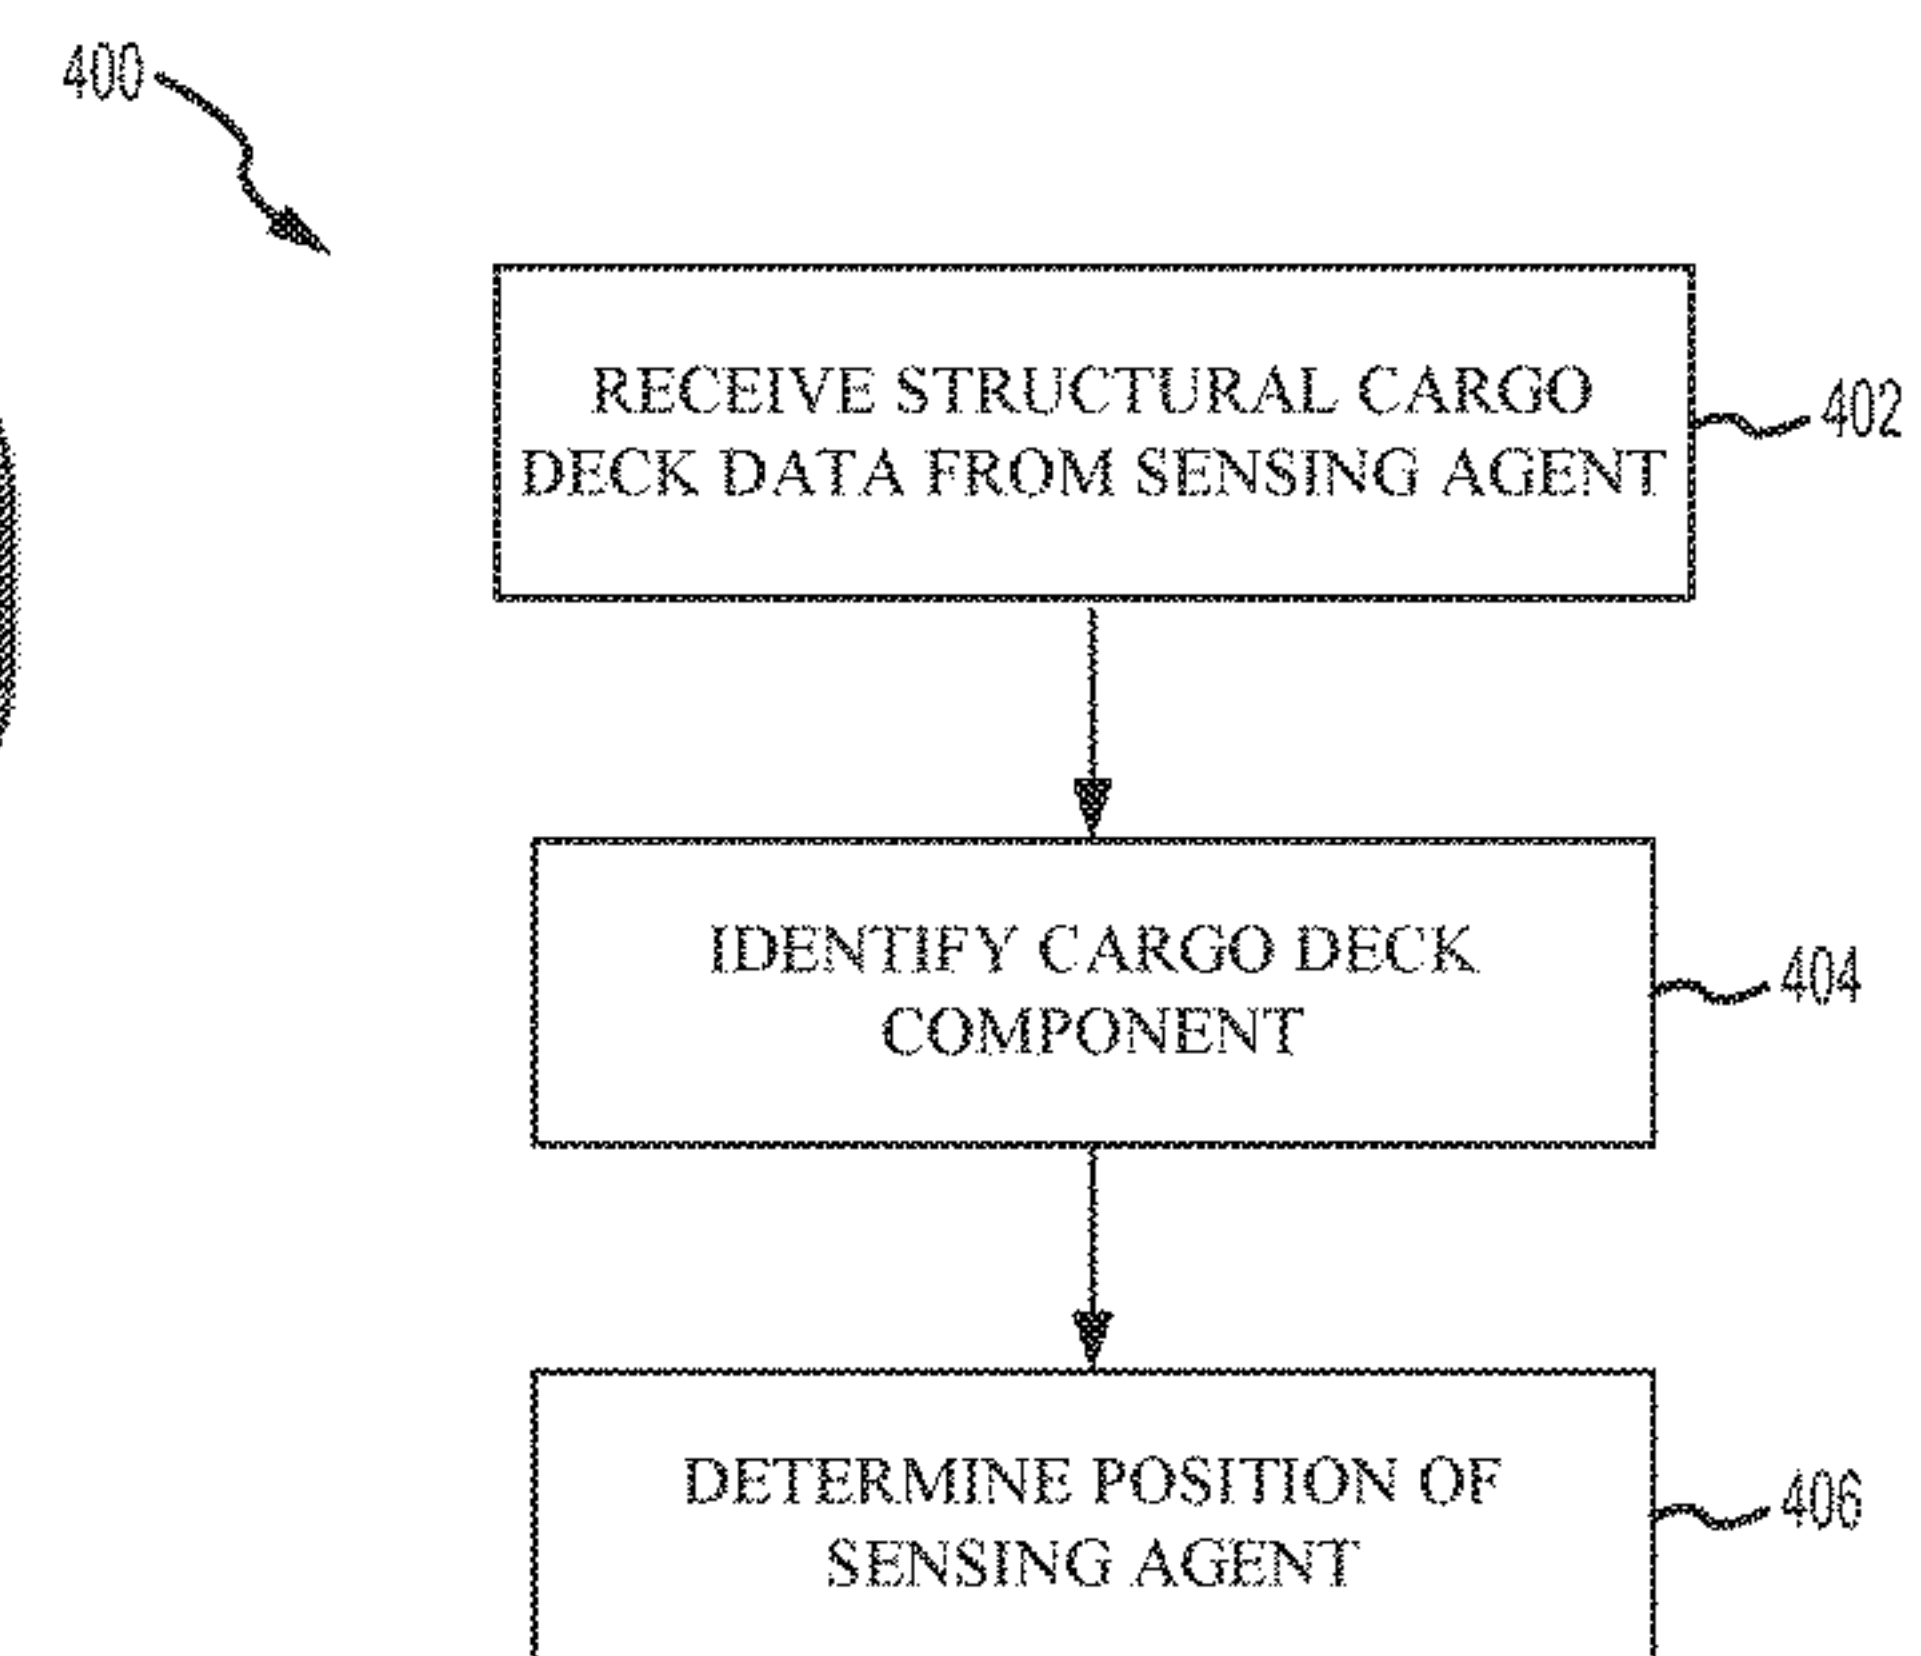 400
RECEIVE STRUCTURAL CARGO
DECK DATA FROM SENSING AGENT
402
IDENTIFY CARGO DECK
COMPONENT
404
DETERMINE POSITION OF
SENSING AGENT
406